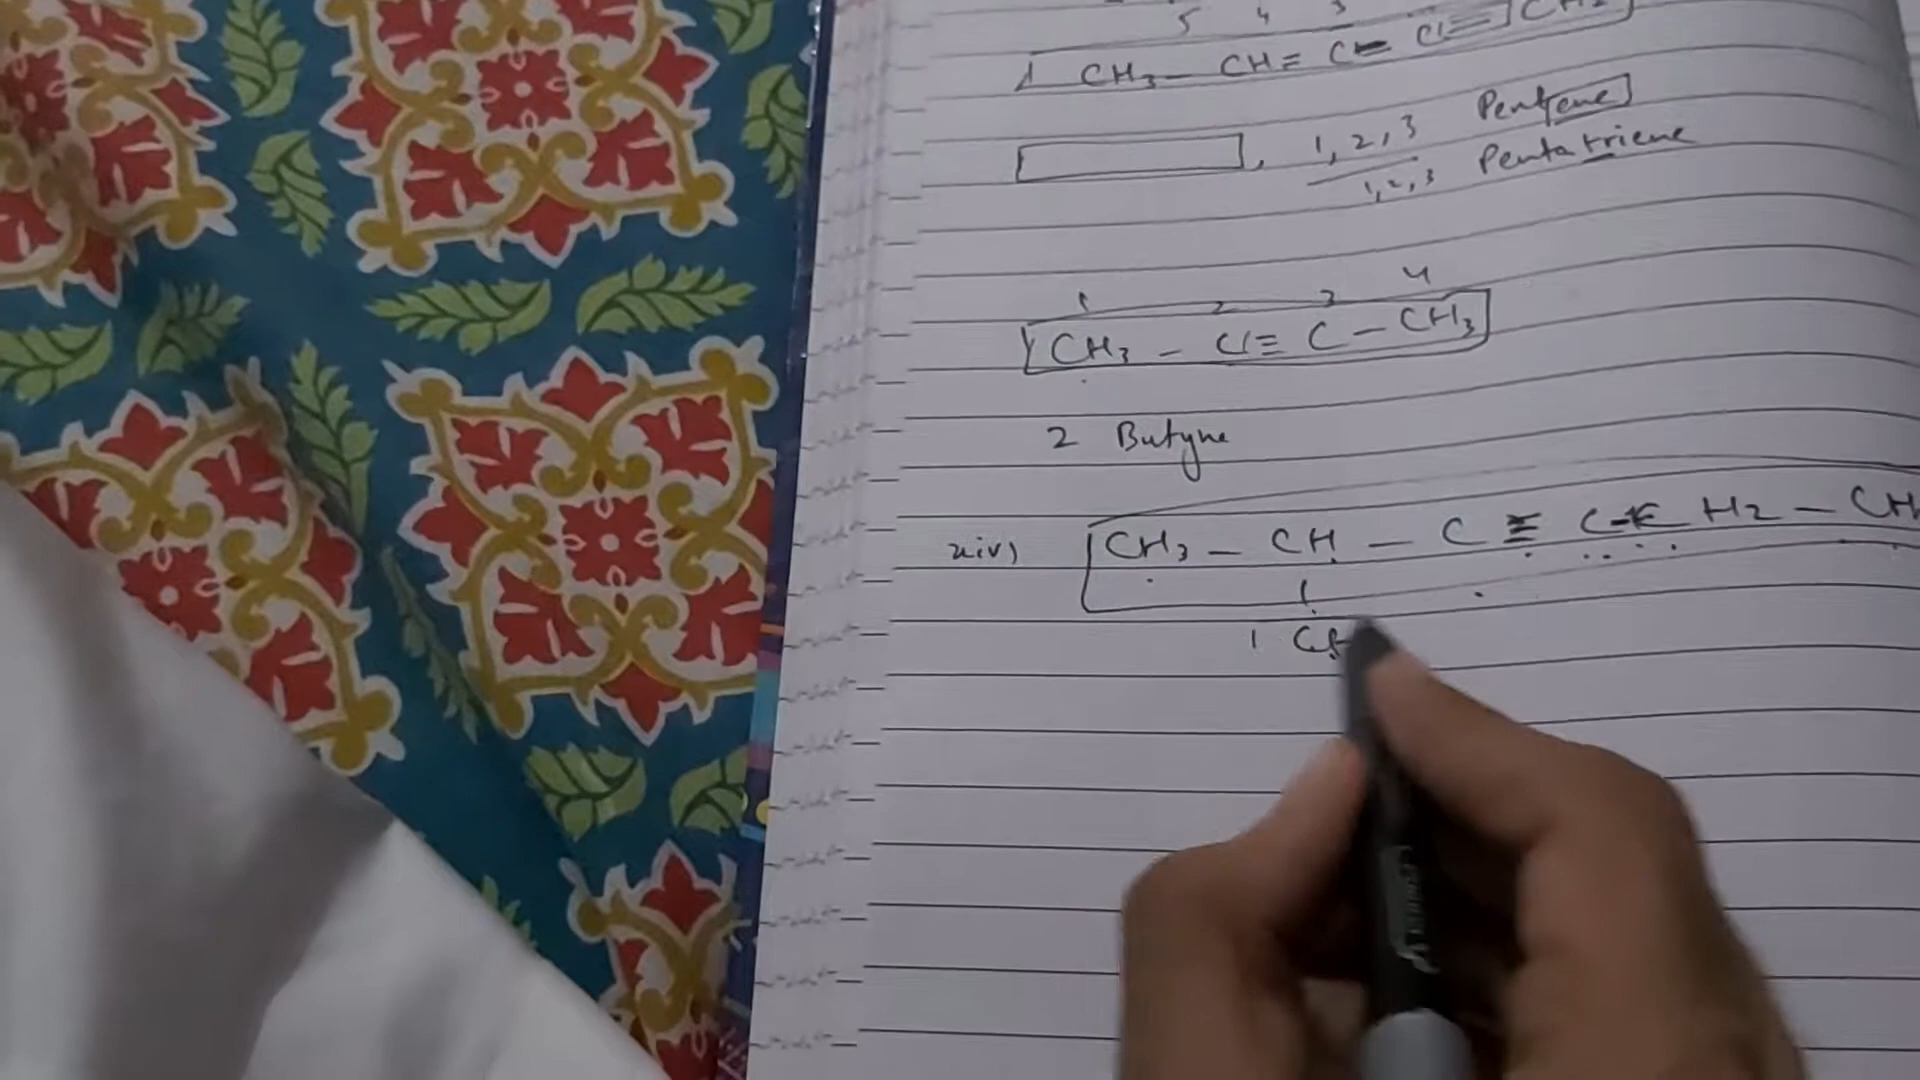 5 4 3
CH3 - CH = C = C = CH2
1, 2, 3 Pentene
1,2,3 Pentatriene
1 2 3 4
CH3 - C ≡ C - CH3
2 Butyne
xiv) CH3 - CH - C ≡ C - CH2 - CH
1 CH